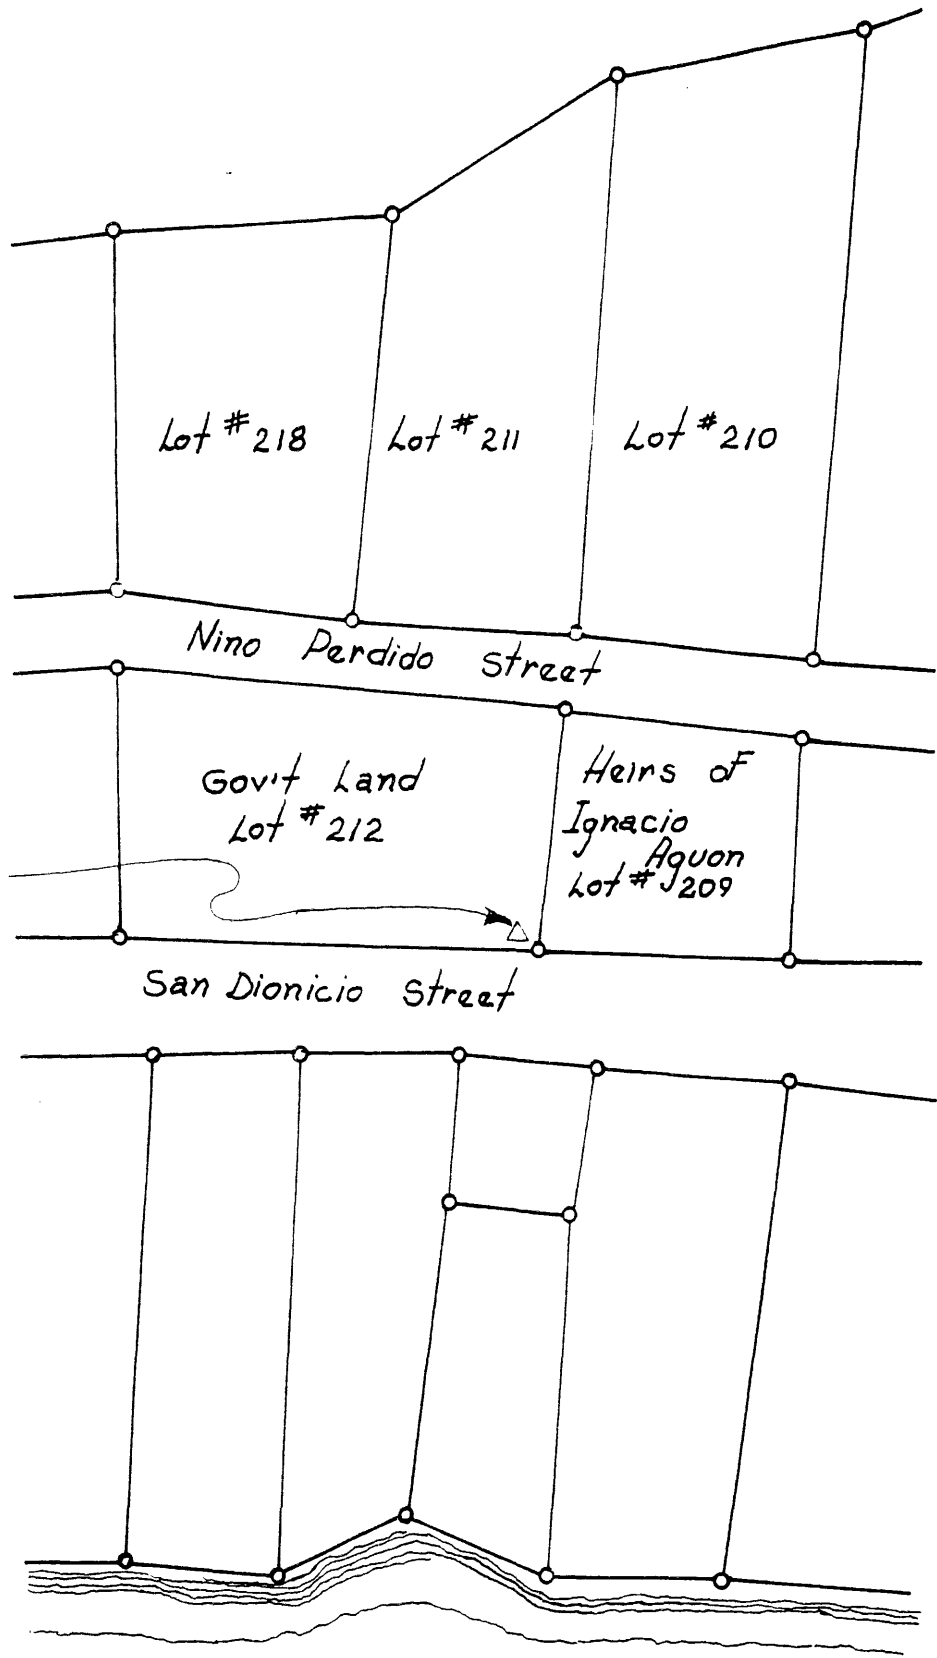 Lot # 218
Lot # 211
Lot # 210
Nino Perdido Street
Gov't Land
Lot # 212
Heirs of
Ignacio
Aguon
Lot # 209
San Dionicio Street